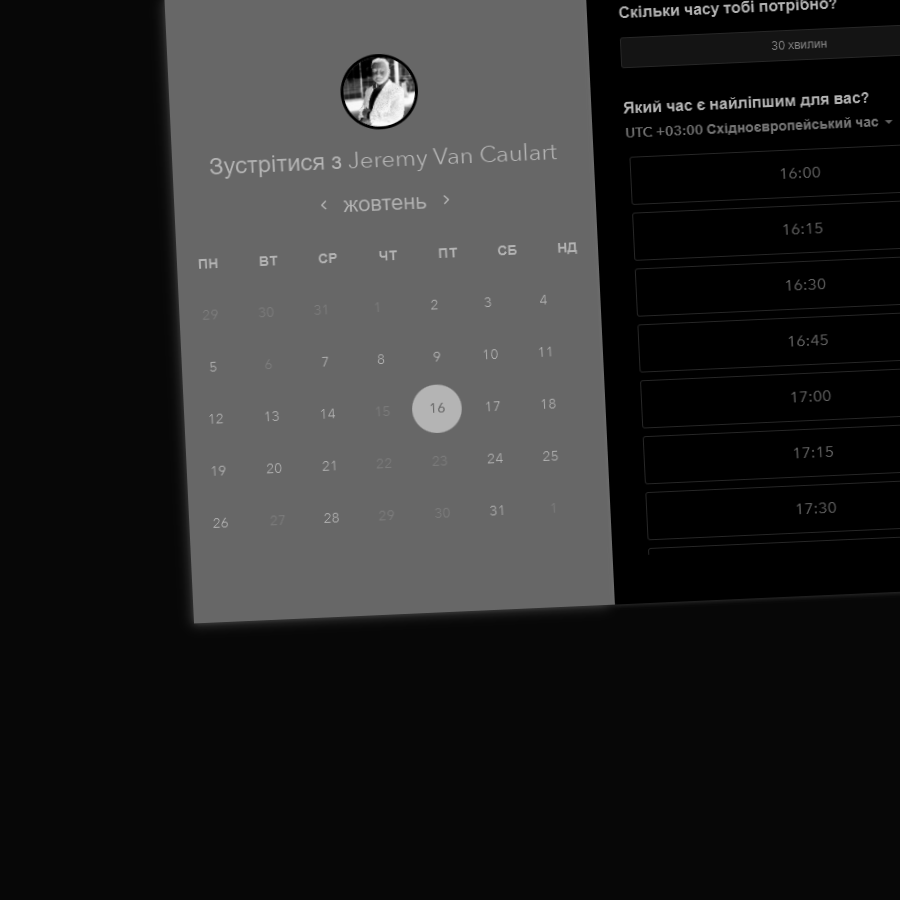 Зустрітися з Jeremy Van Caulart
‹ жовтень ›
ПН ВТ СР ЧТ ПТ СБ НД
29 30 31 1 2 3 4
5 6 7 8 9 10 11
12 13 14 15 16 17 18
19 20 21 22 23 24 25
26 27 28 29 30 31 1
Скільки часу тобі потрібно?
30 хвилин
Який час є найліпшим для вас?
UTC +03:00 Східноєвропейський час
16:00
16:15
16:30
16:45
17:00
17:15
17:30